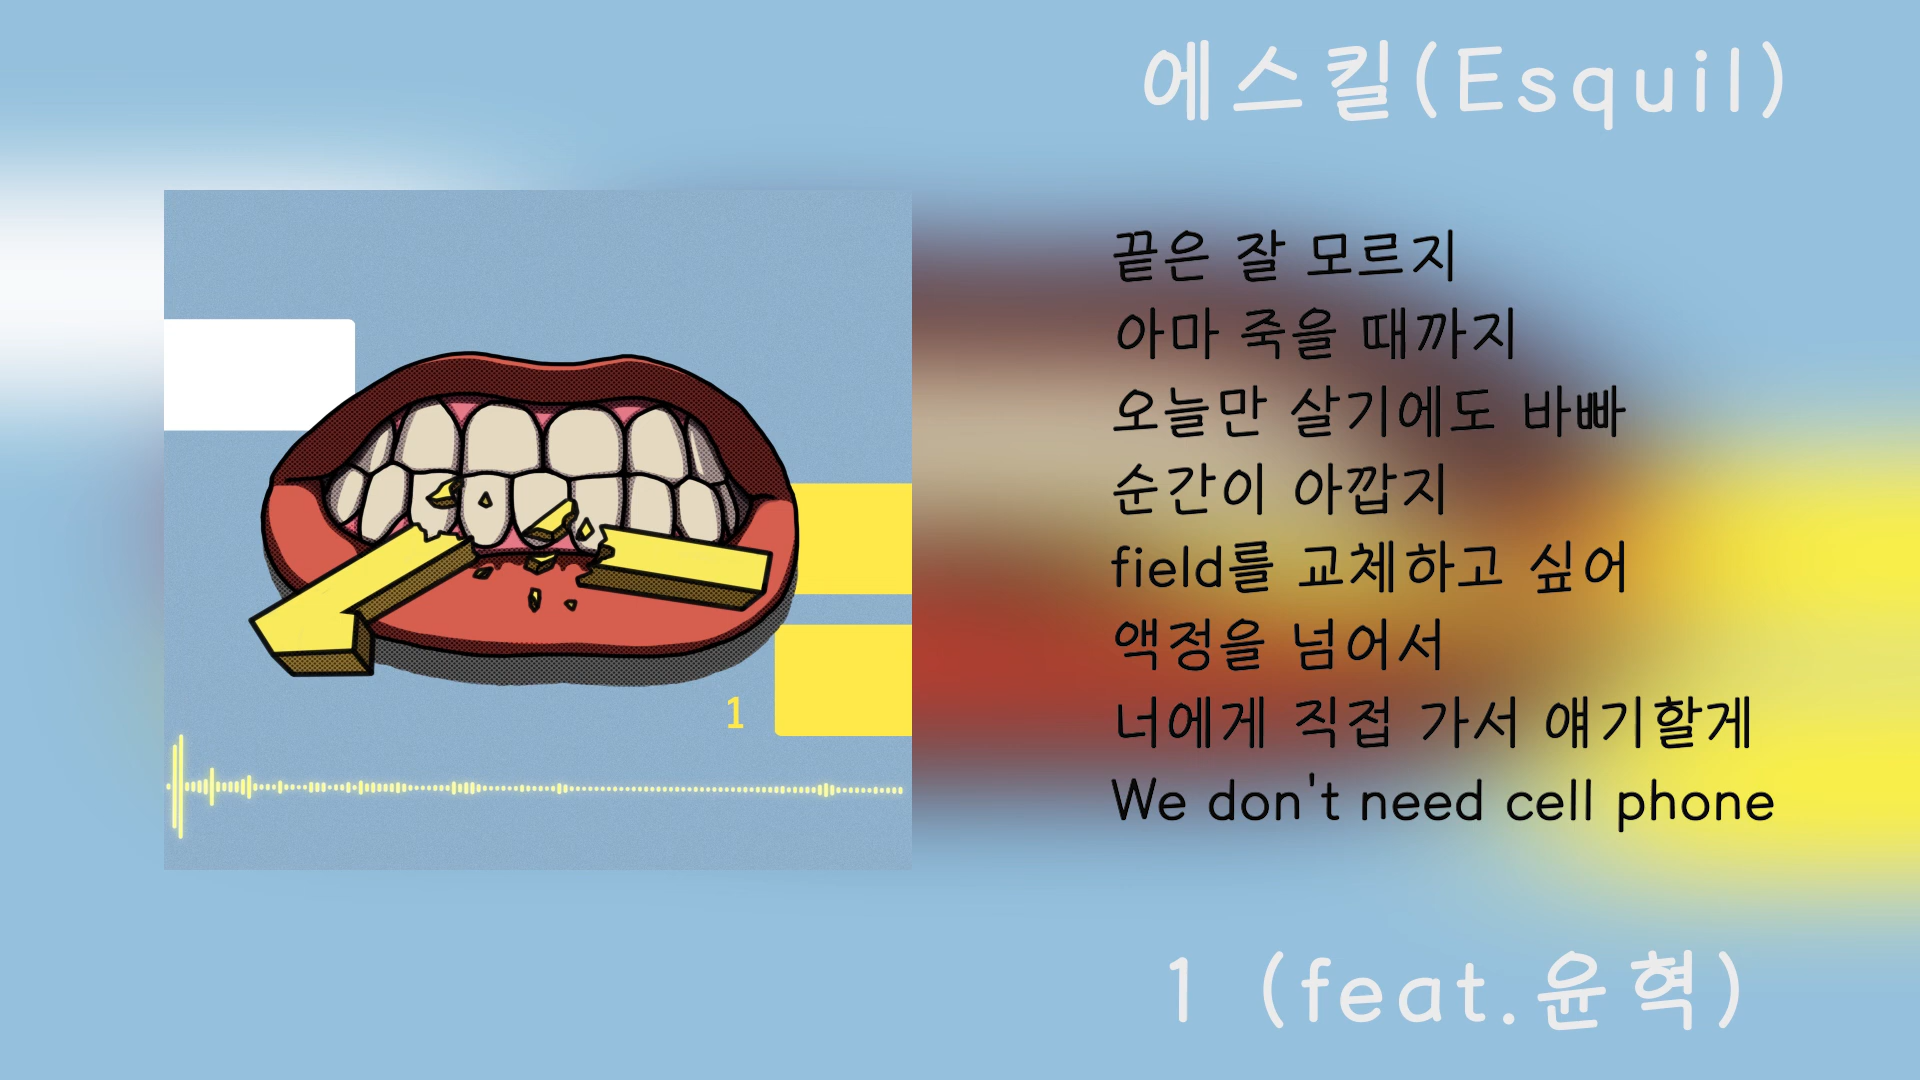 에스킬(Esquil)
끝은 잘 모르지
아마 죽을 때까지
오늘만 살기에도 바빠
순간이 아깝지
field를 교체하고 싶어
액정을 넘어서
너에게 직접 가서 얘기할게
We don't need cell phone
1
1 (feat.윤혁)